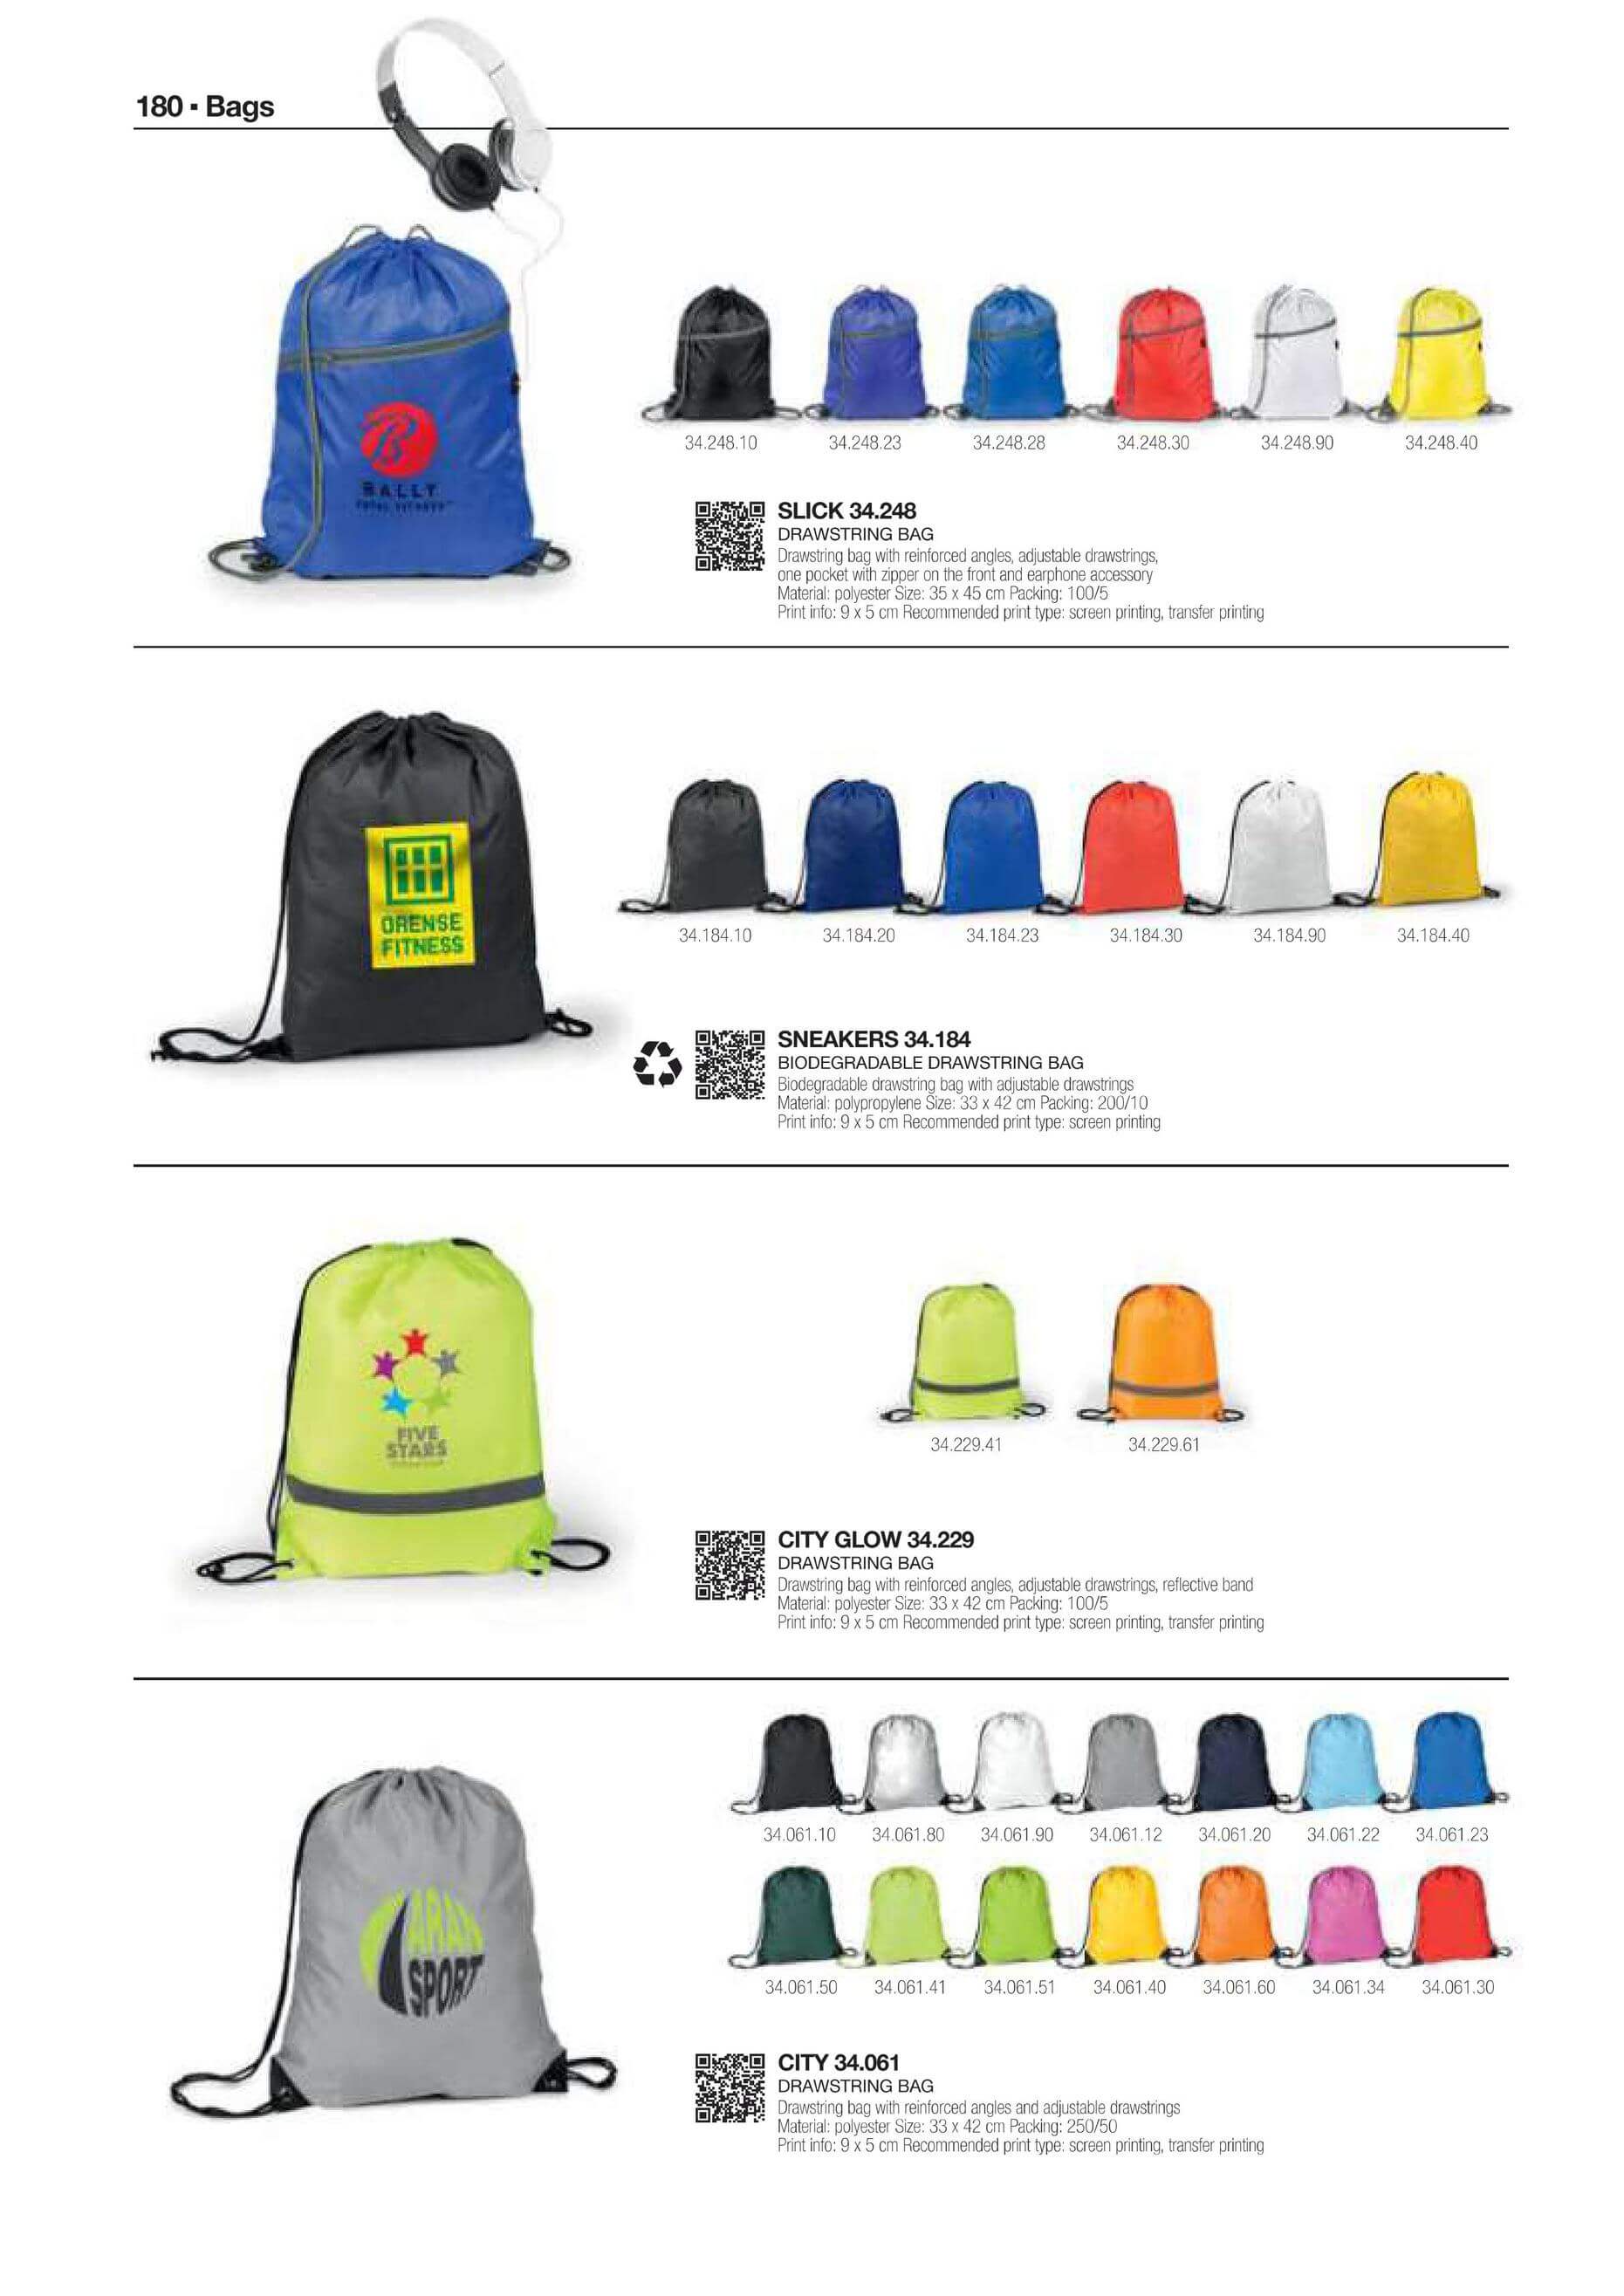 180 ▪ Bags
BALLY
34.248.10 34.248.23 34.248.28 34.248.30 34.248.90 34.248.40
SLICK 34.248
DRAWSTRING BAG
Drawstring bag with reinforced angles, adjustable drawstrings,
one pocket with zipper on the front and earphone accessory
Material: polyester Size: 35 x 45 cm Packing: 100/5
Print info: 9 x 5 cm Recommended print type: screen printing, transfer printing
ORENSE
FITNESS
34.184.10 34.184.20 34.184.23 34.184.30 34.184.90 34.184.40
SNEAKERS 34.184
BIODEGRADABLE DRAWSTRING BAG
Biodegradable drawstring bag with adjustable drawstrings
Material: polypropylene Size: 33 x 42 cm Packing: 200/10
Print info: 9 x 5 cm Recommended print type: screen printing
FIVE
STARS
34.229.41 34.229.61
CITY GLOW 34.229
DRAWSTRING BAG
Drawstring bag with reinforced angles, adjustable drawstrings, reflective band
Material: polyester Size: 33 x 42 cm Packing: 100/5
Print info: 9 x 5 cm Recommended print type: screen printing, transfer printing
34.061.10 34.061.80 34.061.90 34.061.12 34.061.20 34.061.22 34.061.23
34.061.50 34.061.41 34.061.51 34.061.40 34.061.60 34.061.34 34.061.30
SPORT
CITY 34.061
DRAWSTRING BAG
Drawstring bag with reinforced angles and adjustable drawstrings
Material: polyester Size: 33 x 42 cm Packing: 250/50
Print info: 9 x 5 cm Recommended print type: screen printing, transfer printing